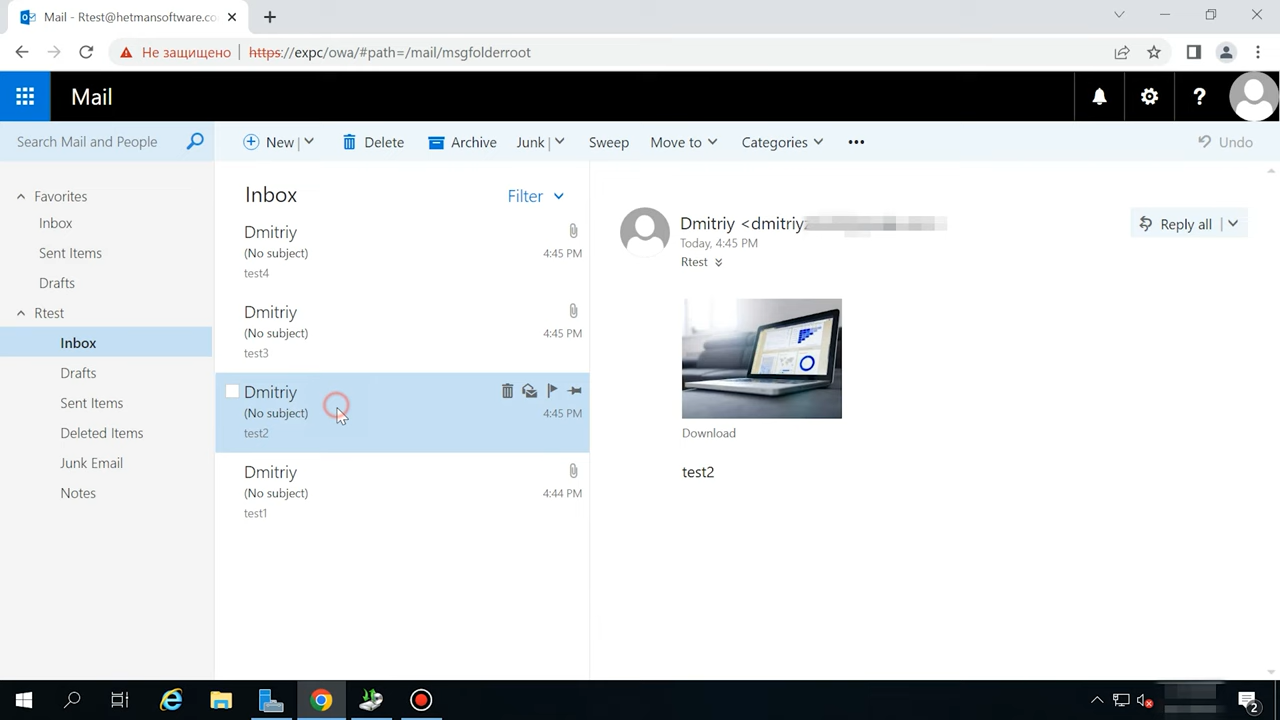 Mail - Rtest@hetmansoftware.co
Не защищено
https://expc/owa/#path=/mail/msgfolderroot
Mail
Search Mail and People
New
Delete
Archive
Junk
Sweep
Move to
Categories
Undo
Favorites
Inbox
Sent Items
Drafts
Rtest
Inbox
Drafts
Sent Items
Deleted Items
Junk Email
Notes
Inbox
Filter
Dmitriy
(No subject)
4:45 PM
test4
Dmitriy
(No subject)
4:45 PM
test3
Dmitriy
(No subject)
4:45 PM
test2
Dmitriy
(No subject)
4:44 PM
test1
Dmitriy <dmitriyz
Today, 4:45 PM
Rtest
Reply all
Download
test2
2